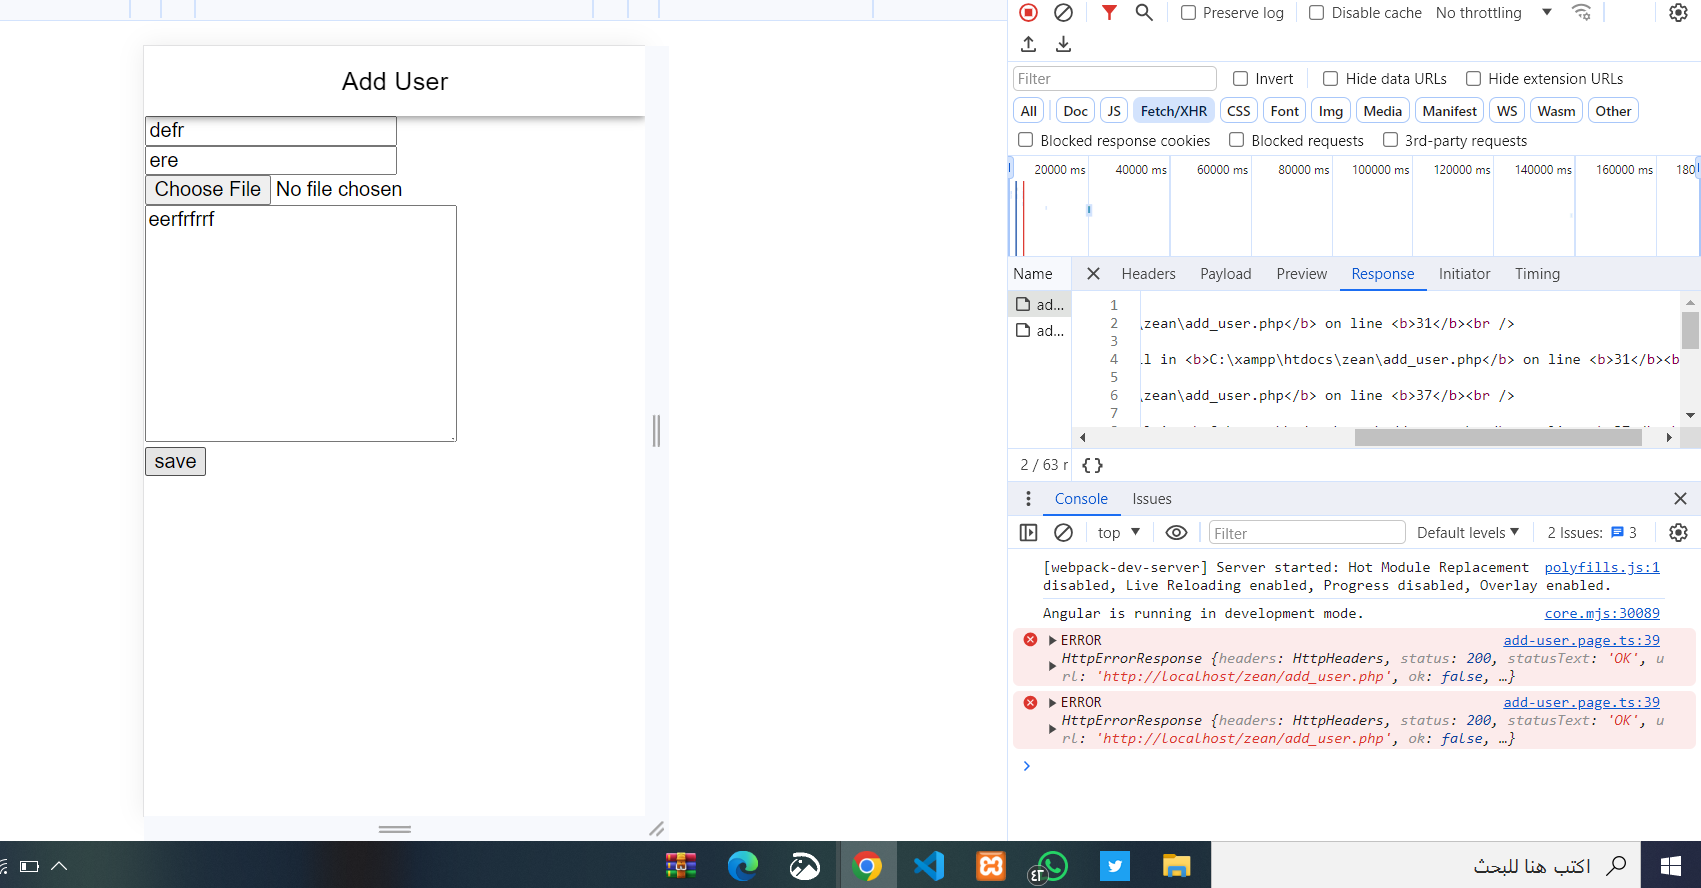 Preserve log
Disable cache
No throttling
Add User
defr
ere
Choose File No file chosen
eerfrfrrf
save
Filter
Invert
Hide data URLs
Hide extension URLs
All
Doc
JS
Fetch/XHR
CSS
Font
Img
Media
Manifest
WS
Wasm
Other
Blocked response cookies
Blocked requests
3rd-party requests
20000 ms
40000 ms
60000 ms
80000 ms
100000 ms
120000 ms
140000 ms
160000 ms
180
Name
Headers
Payload
Preview
Response
Initiator
Timing
ad...
ad...
1
2 \zean\add_user.php</b> on line <b>31</b><br />
3
4 ll in <b>C:\xampp\htdocs\zean\add_user.php</b> on line <b>31</b><b
5
6 \zean\add_user.php</b> on line <b>37</b><br />
7
2 / 63 r
{}
Console
Issues
top
Filter
Default levels
2 Issues: 3
[webpack-dev-server] Server started: Hot Module Replacement polyfills.js:1
disabled, Live Reloading enabled, Progress disabled, Overlay enabled.
Angular is running in development mode. core.mjs:30089
ERROR add-user.page.ts:39
HttpErrorResponse {headers: HttpHeaders, status: 200, statusText: 'OK', u
rl: 'http://localhost/zean/add_user.php', ok: false, …}
ERROR add-user.page.ts:39
HttpErrorResponse {headers: HttpHeaders, status: 200, statusText: 'OK', u
rl: 'http://localhost/zean/add_user.php', ok: false, …}
٤٢
اكتب هنا للبحث